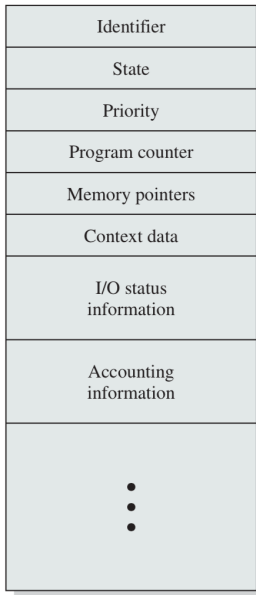 Identifier
State
Priority
Program counter
Memory pointers
Context data
I/O status
information
Accounting
information